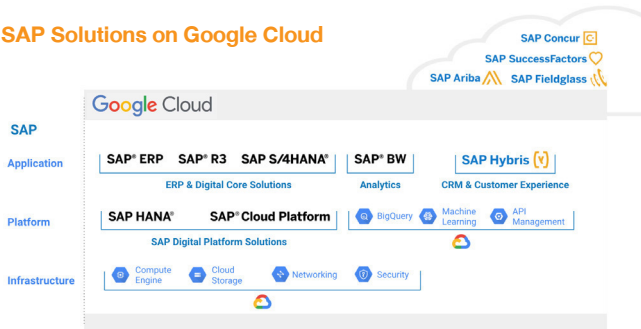 SAP Solutions on Google Cloud
SAP Concur
SAP SuccessFactors
SAP Ariba SAP Fieldglass
Google Cloud
SAP
Application
SAP® ERP SAP® R3 SAP S/4HANA® SAP® BW SAP Hybris (Y)
ERP & Digital Core Solutions Analytics CRM & Customer Experience
Platform
SAP HANA® SAP® Cloud Platform BigQuery Machine Learning API Management
SAP Digital Platform Solutions
Infrastructure
Compute Engine Cloud Storage Networking Security